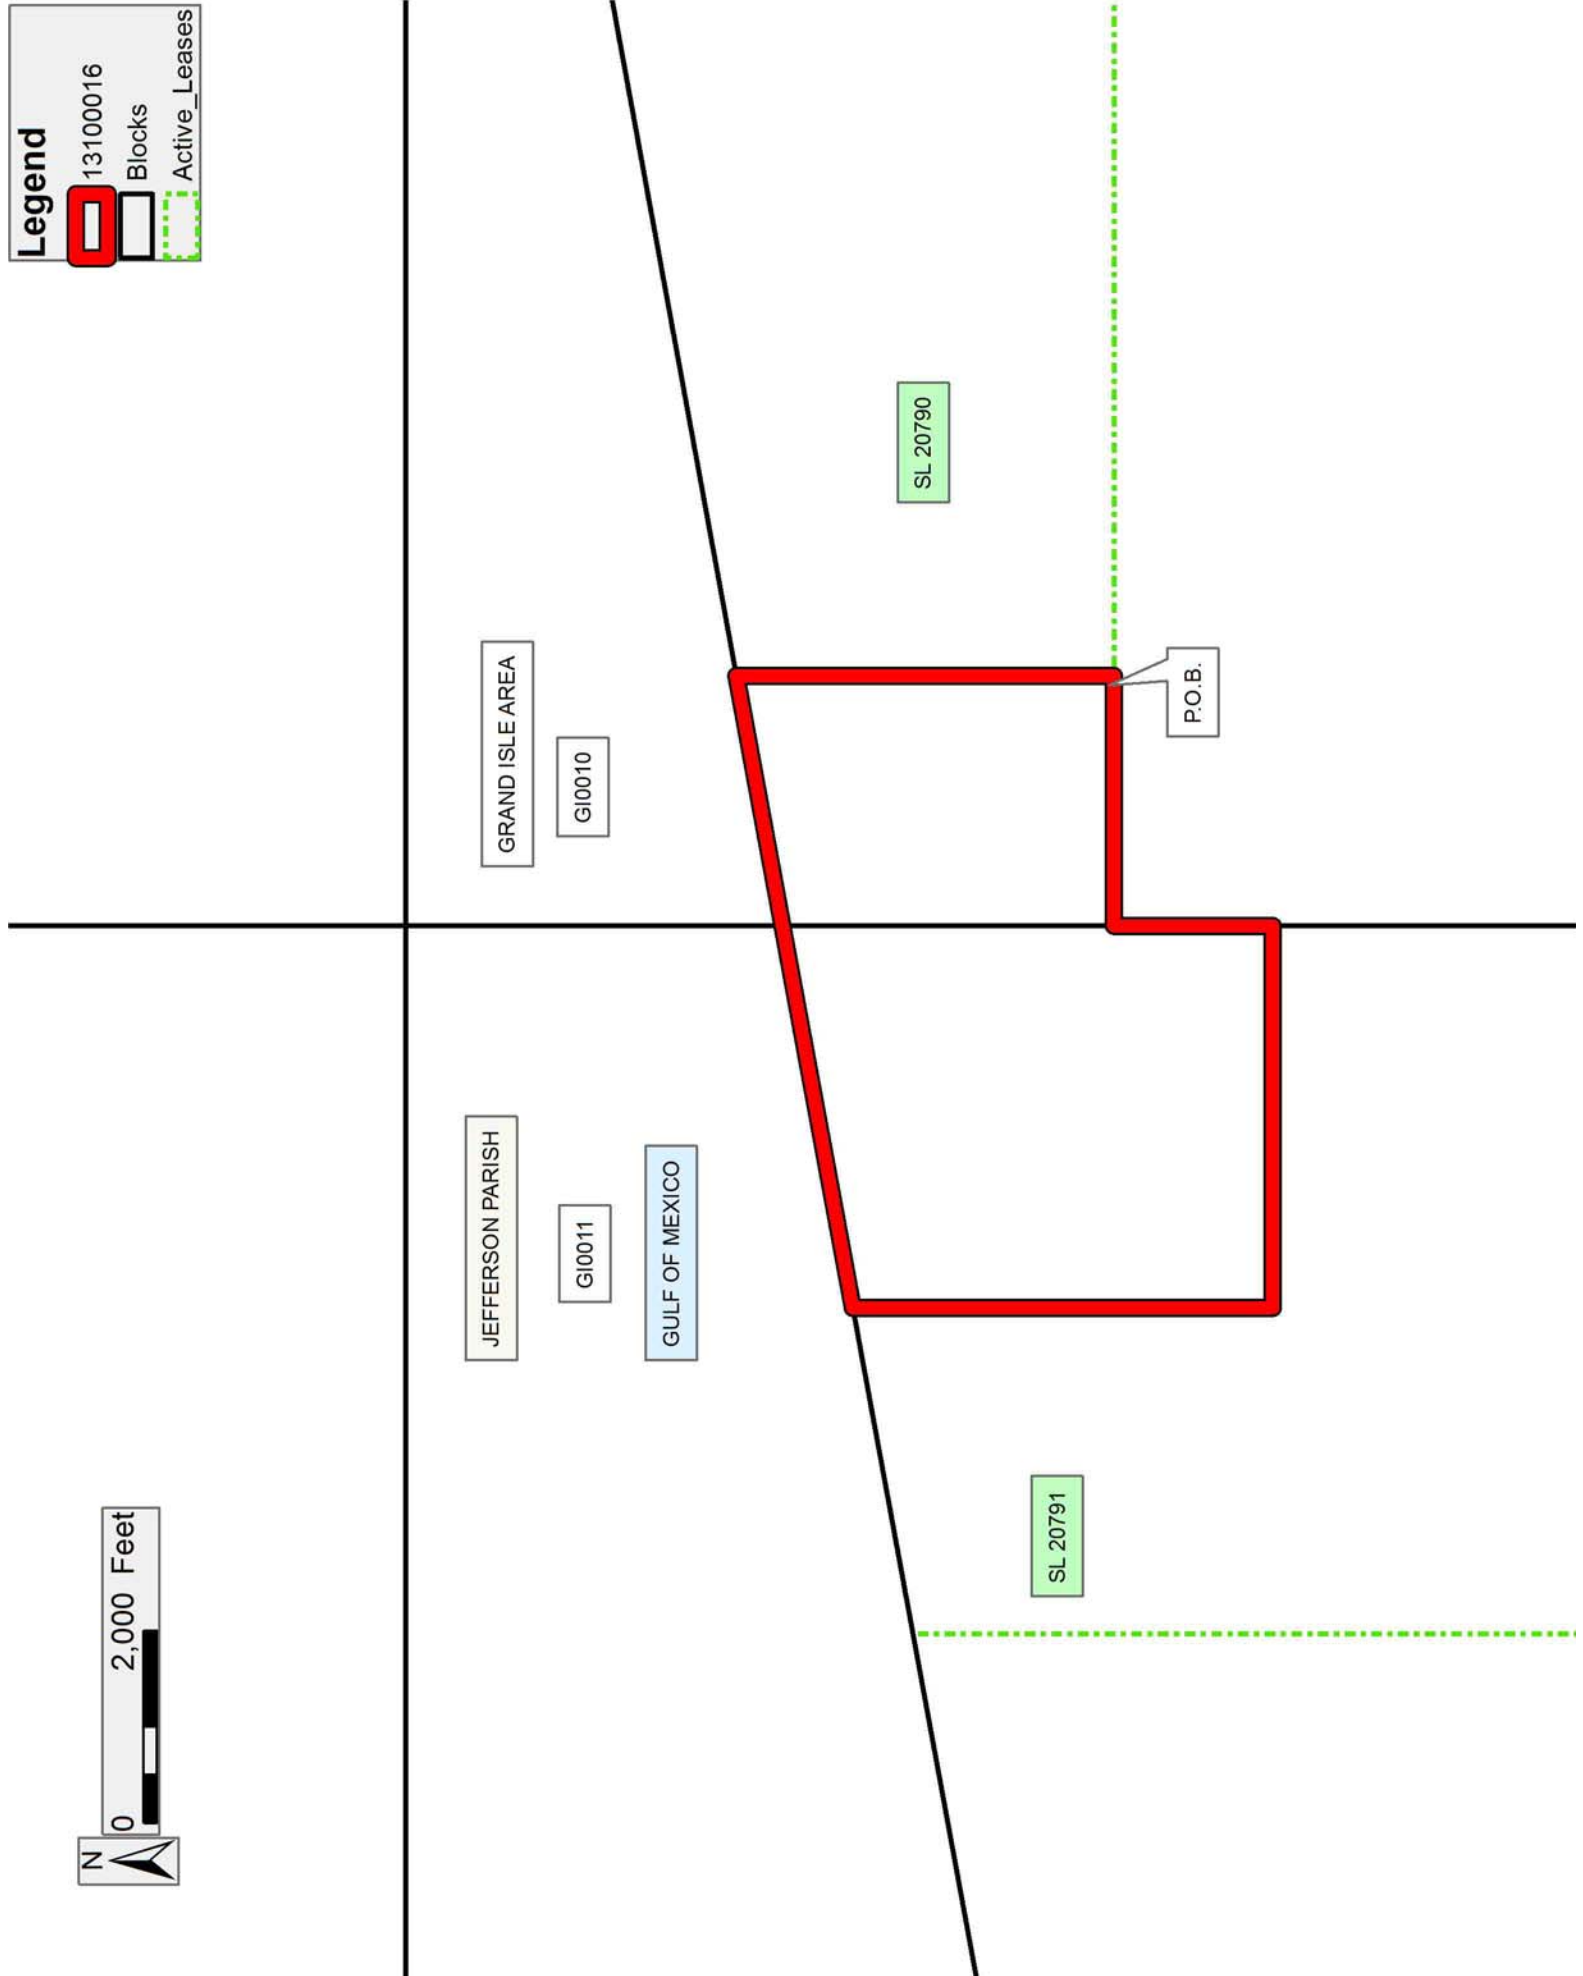 N
0 2,000 Feet
Legend
13100016
Blocks
Active_Leases
JEFFERSON PARISH
GRAND ISLE AREA
GI0011
GI0010
GULF OF MEXICO
SL 20790
SL 20791
P.O.B.